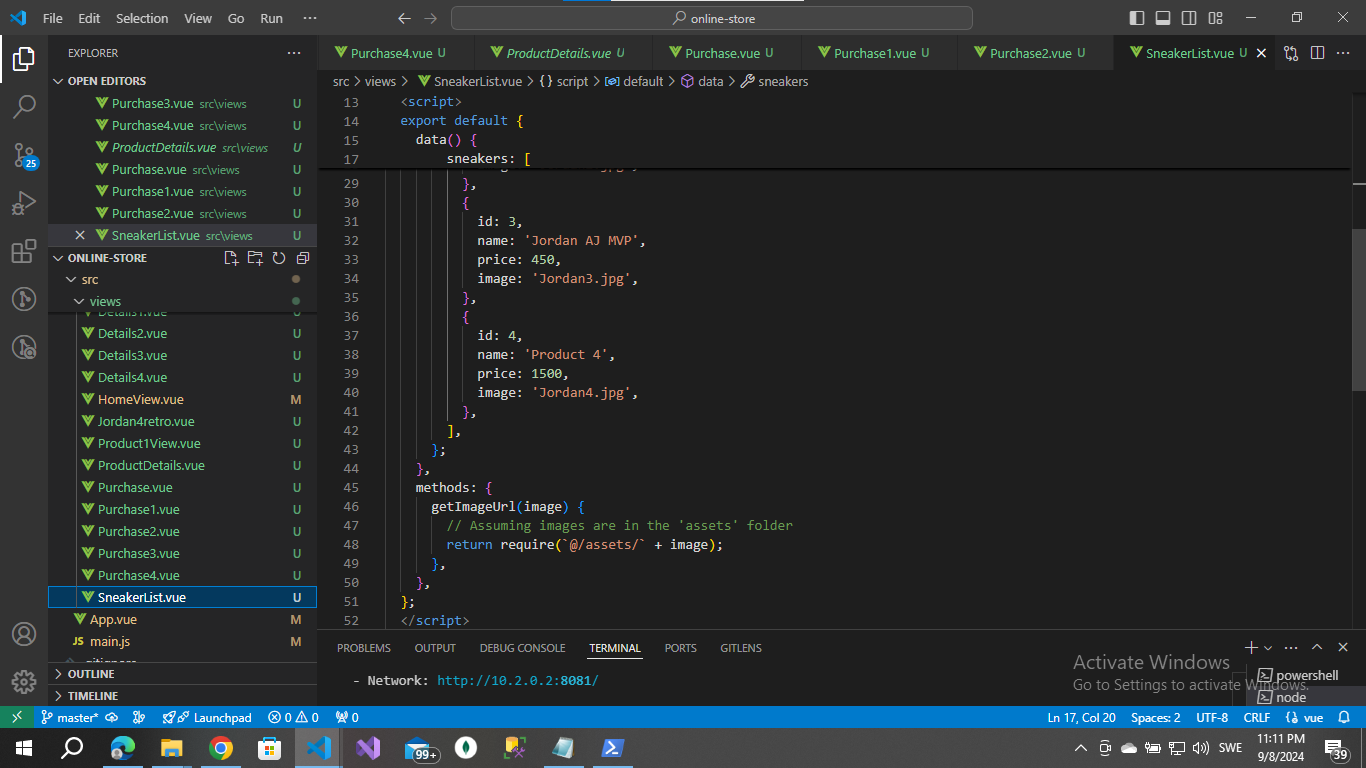 File Edit Selection View Go Run ··· online-store
EXPLORER
OPEN EDITORS
Purchase3.vue src\views U
Purchase4.vue src\views U
ProductDetails.vue src\views U
Purchase.vue src\views U
Purchase1.vue src\views U
Purchase2.vue src\views U
SneakerList.vue src\views U
ONLINE-STORE
src
views
Details1.vue U
Details2.vue U
Details3.vue U
Details4.vue U
HomeView.vue M
Jordan4retro.vue U
Product1View.vue U
ProductDetails.vue U
Purchase.vue U
Purchase1.vue U
Purchase2.vue U
Purchase3.vue U
Purchase4.vue U
SneakerList.vue U
App.vue M
JS main.js M
.gitignore
OUTLINE
TIMELINE
25
Purchase4.vue U ProductDetails.vue U Purchase.vue U Purchase1.vue U Purchase2.vue U SneakerList.vue U
src > views > SneakerList.vue > {} script > default > data > sneakers
13 <script>
14 export default {
15 data() {
17 sneakers: [
29 },
30 {
31 id: 3,
32 name: 'Jordan AJ MVP',
33 price: 450,
34 image: 'Jordan3.jpg',
35 },
36 {
37 id: 4,
38 name: 'Product 4',
39 price: 1500,
40 image: 'Jordan4.jpg',
41 },
42 ],
43 };
44 },
45 methods: {
46 getImageUrl(image) {
47 // Assuming images are in the 'assets' folder
48 return require(`@/assets/` + image);
49 },
50 },
51 };
52 </script>
PROBLEMS OUTPUT DEBUG CONSOLE TERMINAL PORTS GITLENS
- Network: http://10.2.0.2:8081/
powershell
node
Activate Windows
Go to Settings to activate Windows.
master* Launchpad 0 0 0 Ln 17, Col 20 Spaces: 2 UTF-8 CRLF {} vue
99+ SWE 11:11 PM
9/8/2024
39